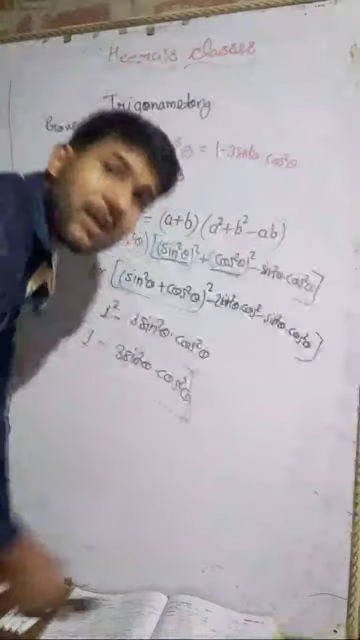 Classes
Trigonometry
θ = 1-3sin²θ cos²θ
= (a+b) (a²+b²-ab)
[(sin²θ)²+(cos²θ)²-sin²θ·cos²θ]
[(sin²θ+cos²θ)²-2sin²θ·cos²θ-sin²θ·cos²θ]
1² - 3sin²θ·cos²θ
1 - 3sin²θ·cos²θ